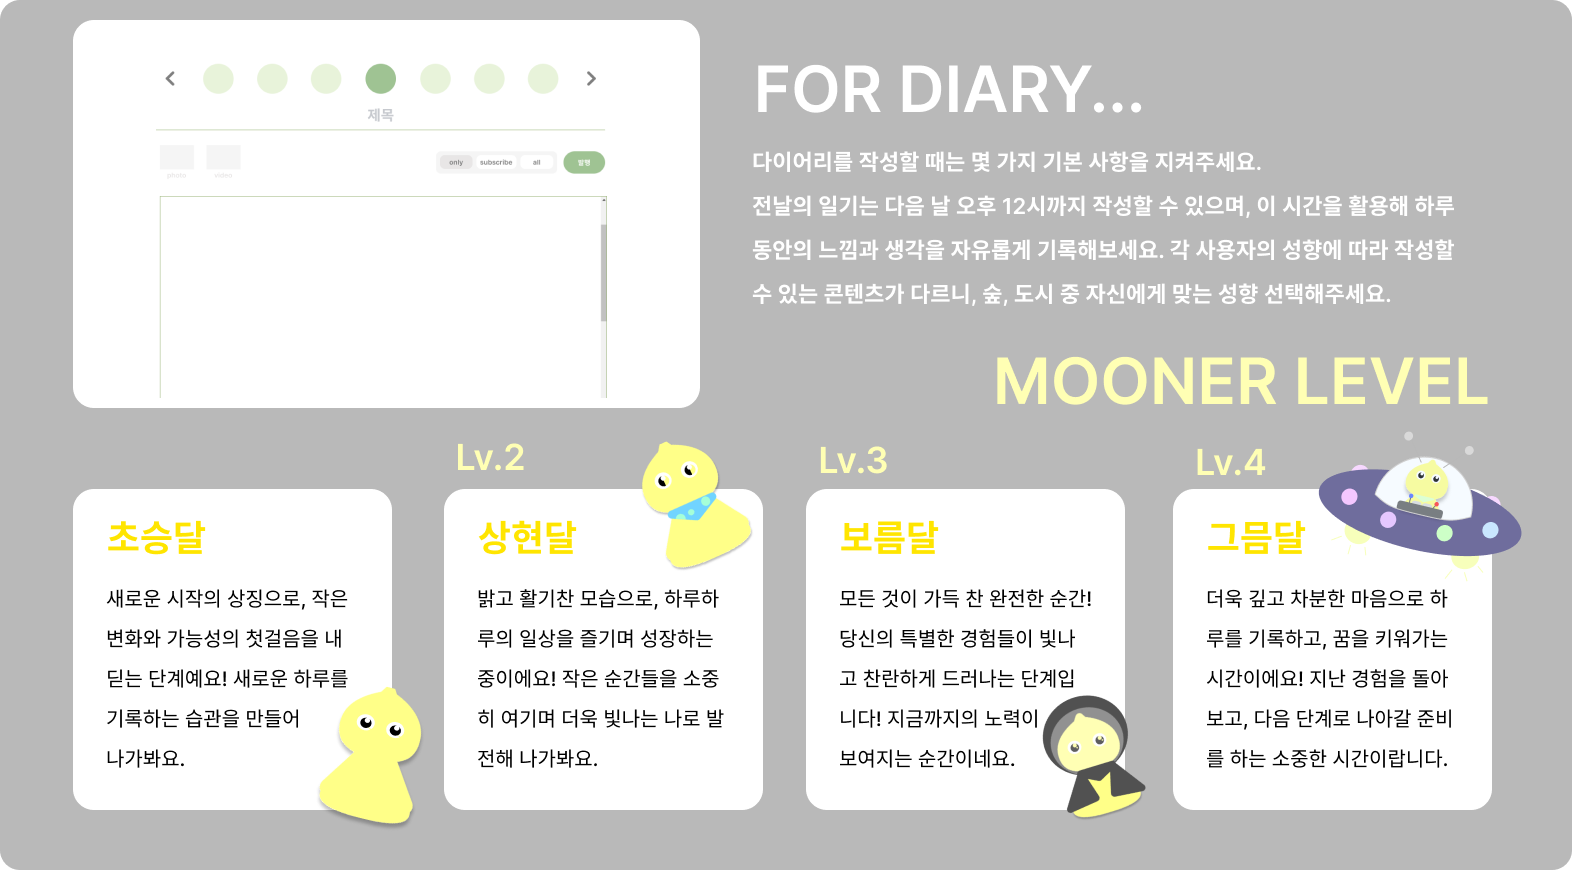 제목
photo
video
only
subscribe
all
발행
FOR DIARY...
다이어리를 작성할 때는 몇 가지 기본 사항을 지켜주세요.
전날의 일기는 다음 날 오후 12시까지 작성할 수 있으며, 이 시간을 활용해 하루
동안의 느낌과 생각을 자유롭게 기록해보세요. 각 사용자의 성향에 따라 작성할
수 있는 콘텐츠가 다르니, 숲, 도시 중 자신에게 맞는 성향 선택해주세요.
MOONER LEVEL
초승달
새로운 시작의 상징으로, 작은
변화와 가능성의 첫걸음을 내
딛는 단계예요! 새로운 하루를
기록하는 습관을 만들어
나가봐요.
Lv.2
상현달
밝고 활기찬 모습으로, 하루하
루의 일상을 즐기며 성장하는
중이에요! 작은 순간들을 소중
히 여기며 더욱 빛나는 나로 발
전해 나가봐요.
Lv.3
보름달
모든 것이 가득 찬 완전한 순간!
당신의 특별한 경험들이 빛나
고 찬란하게 드러나는 단계입
니다! 지금까지의 노력이
보여지는 순간이네요.
Lv.4
그믐달
더욱 깊고 차분한 마음으로 하
루를 기록하고, 꿈을 키워가는
시간이에요! 지난 경험을 돌아
보고, 다음 단계로 나아갈 준비
를 하는 소중한 시간이랍니다.